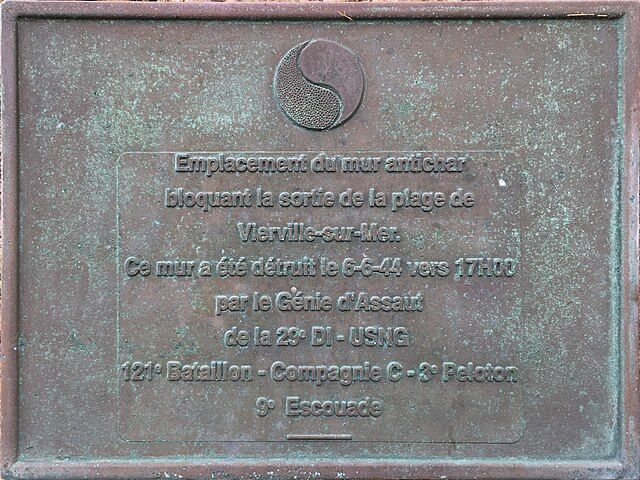 Emplacement du mur antichar
bloquant la sortie de la plage de
Vierville-sur-Mer.
Ce mur a été détruit le 6-6-44 vers 17H00
par le Génie d'Assaut
de la 29e DI - USNG
121e Bataillon - Compagnie C - 3e Peloton
9e Escouade